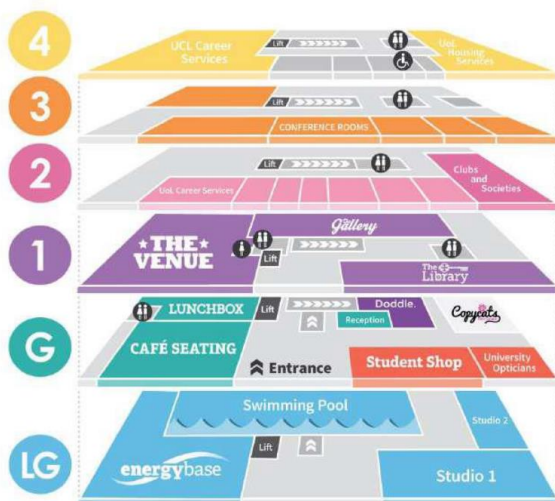 4
UCL Career
Services
Lift
UoL
Housing
Services
3
Lift
CONFERENCE ROOMS
2
Lift
UoL Career Services
Clubs
and
Societies
1
THE
VENUE
The
Gallery
Lift
The
Library
G
LUNCHBOX
Lift
Doddle.
Reception
Copycats
CAFÉ SEATING
Entrance
Student Shop
University
Opticians
LG
Swimming Pool
Studio 2
Lift
energybase
Studio 1